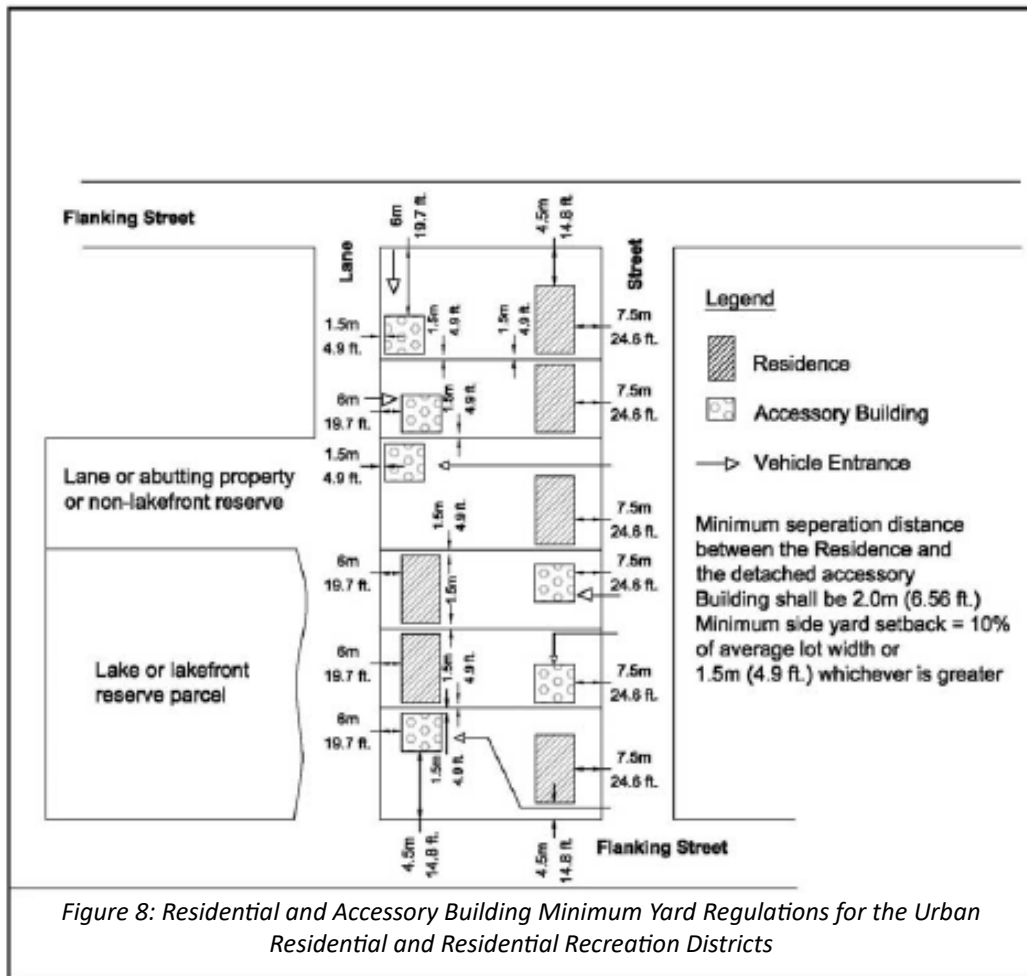 Flanking Street
Lane
6m
19.7 ft.
4.5m
14.8 ft.
Street
1.5m
4.9 ft.
1.5m
4.9 ft.
1.5m
4.9 ft.
7.5m
24.6 ft.
6m
19.7 ft.
1.5m
4.9 ft.
7.5m
24.6 ft.
Lane or abutting property
or non-lakefront reserve
1.5m
4.9 ft.
1.5m
4.9 ft.
7.5m
24.6 ft.
6m
19.7 ft.
1.5m
7.5m
24.6 ft.
Lake or lakefront
reserve parcel
6m
19.7 ft.
1.5m
4.9 ft.
7.5m
24.6 ft.
6m
19.7 ft.
1.5m
4.9 ft.
7.5m
24.6 ft.
4.5m
14.8 ft.
4.5m
14.8 ft.
Flanking Street
Legend
Residence
Accessory Building
Vehicle Entrance
Minimum seperation distance
between the Residence and
the detached accessory
Building shall be 2.0m (6.56 ft.)
Minimum side yard setback = 10%
of average lot width or
1.5m (4.9 ft.) whichever is greater
Figure 8: Residential and Accessory Building Minimum Yard Regulations for the Urban
Residential and Residential Recreation Districts